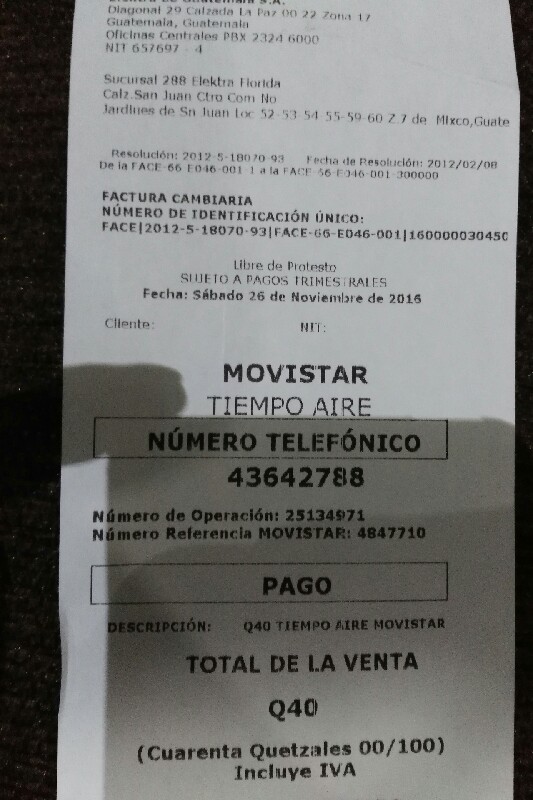 Elektra de Guatemala S.A.
Diagonal 29 Calzada La Paz 00 22 Zona 17
Guatemala, Guatemala
Oficinas Centrales PBX 2324 6000
NIT 657697 - 4
Sucursal 288 Elektra Florida
Calz.San Juan Ctro Com No
Jardines de Sn Juan Loc 52-53-54-55-59-60 Z.7 de Mixco,Guate
Resolución: 2012-5-18070-93 Fecha de Resolución: 2012/02/08
De la FACE-66-E046-001-1 a la FACE-66-E046-001-300000
FACTURA CAMBIARIA
NÚMERO DE IDENTIFICACIÓN ÚNICO:
FACE|2012-5-18070-93|FACE-66-E046-001|160000030450
Libre de Protesto
SUJETO A PAGOS TRIMESTRALES
Fecha: Sábado 26 de Noviembre de 2016
Cliente: NIT:
MOVISTAR
TIEMPO AIRE
NÚMERO TELEFÓNICO
43642788
Número de Operación: 25134971
Número Referencia MOVISTAR: 4847710
PAGO
DESCRIPCIÓN: Q40 TIEMPO AIRE MOVISTAR
TOTAL DE LA VENTA
Q40
(Cuarenta Quetzales 00/100)
Incluye IVA